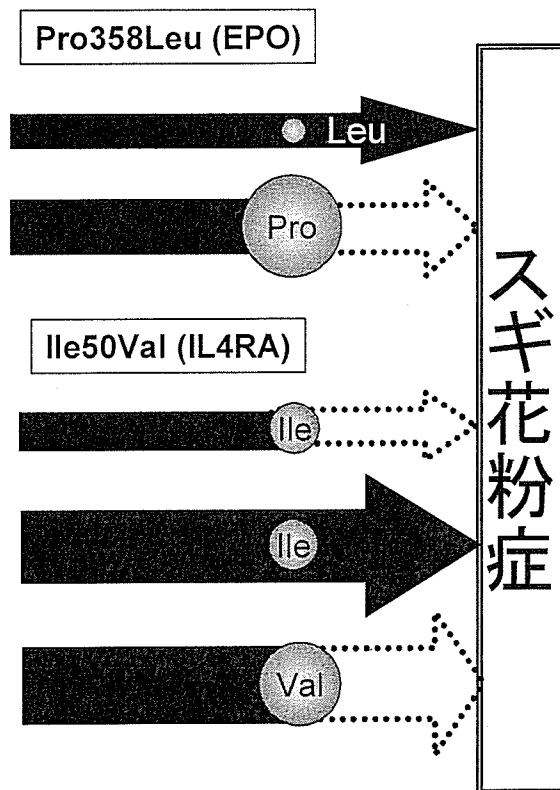 Pro358Leu (EPO)
Leu
Pro
Ile50Val (IL4RA)
Ile
Ile
Val
スギ花粉症